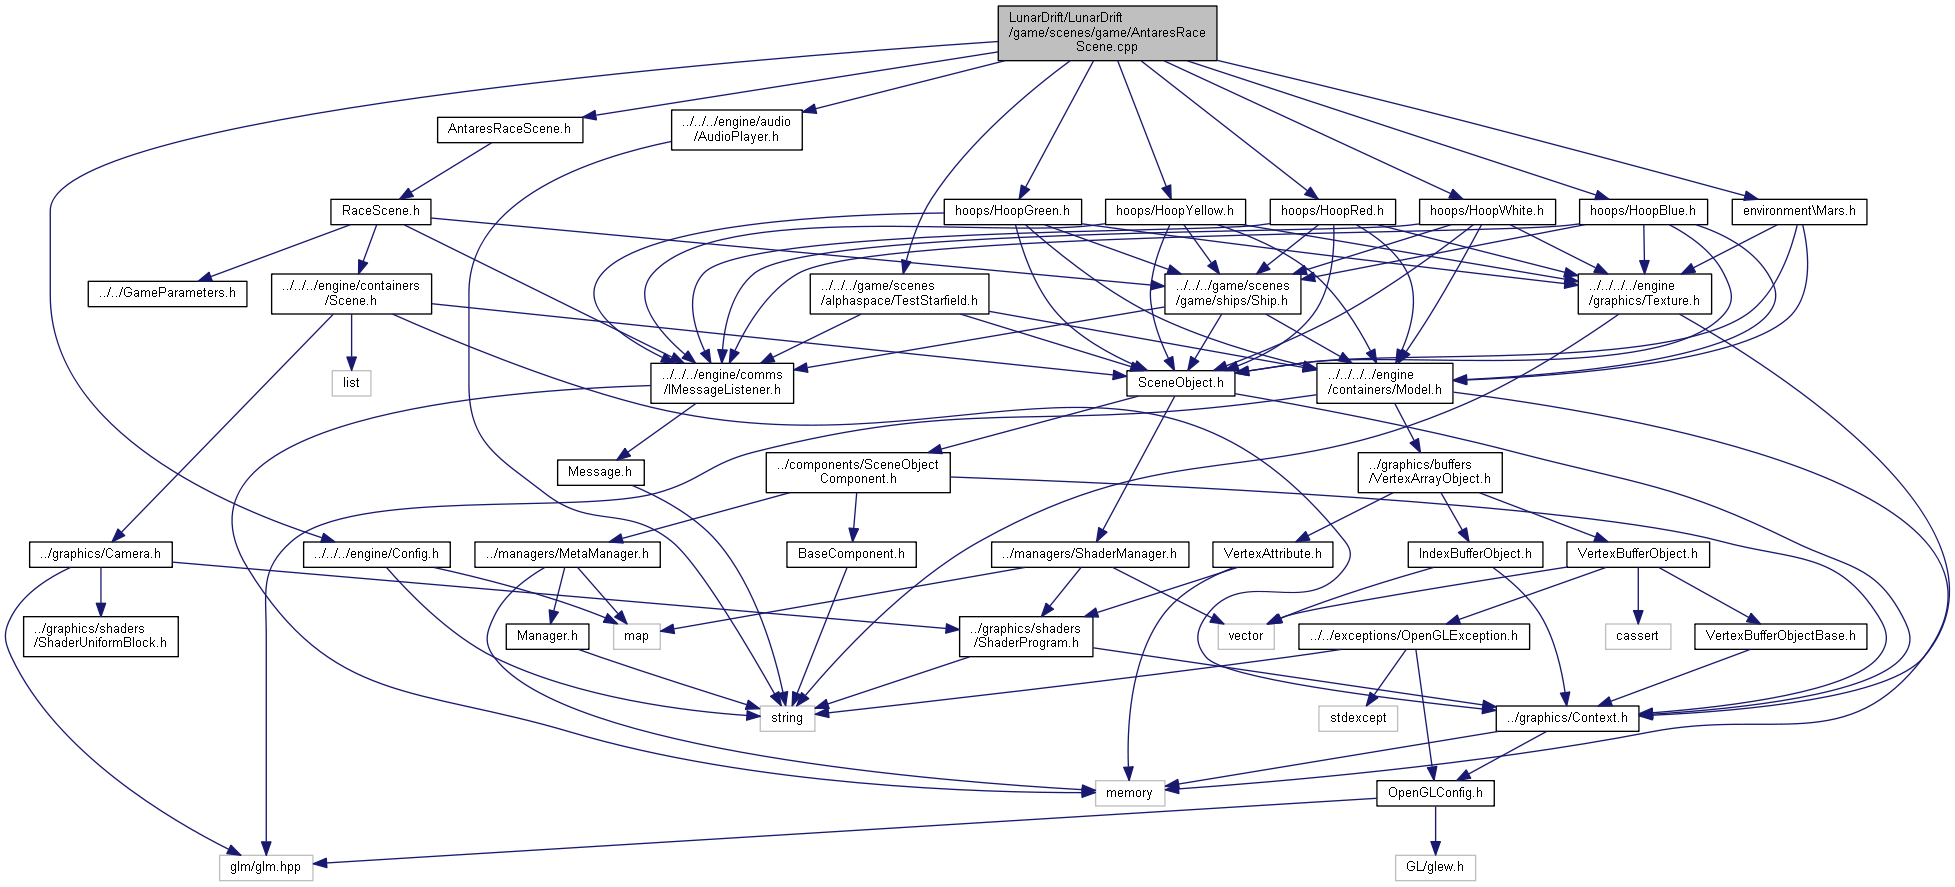 LunarDrift/LunarDrift
/game/scenes/game/AntaresRace
Scene.cpp
AntaresRaceScene.h
../../../engine/audio
/AudioPlayer.h
RaceScene.h
hoops/HoopGreen.h
hoops/HoopYellow.h
hoops/HoopRed.h
hoops/HoopWhite.h
hoops/HoopBlue.h
environment\Mars.h
../../GameParameters.h
../../../engine/containers
/Scene.h
../../../game/scenes
/alphaspace/TestStarfield.h
../../../game/scenes
/game/ships/Ship.h
../../../../engine
/graphics/Texture.h
list
../../../engine/comms
/IMessageListener.h
SceneObject.h
../../../../engine
/containers/Model.h
Message.h
../components/SceneObject
Component.h
../graphics/buffers
/VertexArrayObject.h
../graphics/Camera.h
../../../engine/Config.h
../managers/MetaManager.h
BaseComponent.h
../managers/ShaderManager.h
VertexAttribute.h
IndexBufferObject.h
VertexBufferObject.h
../graphics/shaders
/ShaderUniformBlock.h
Manager.h
map
../graphics/shaders
/ShaderProgram.h
vector
../../exceptions/OpenGLException.h
cassert
VertexBufferObjectBase.h
string
stdexcept
../graphics/Context.h
memory
OpenGLConfig.h
glm/glm.hpp
GL/glew.h